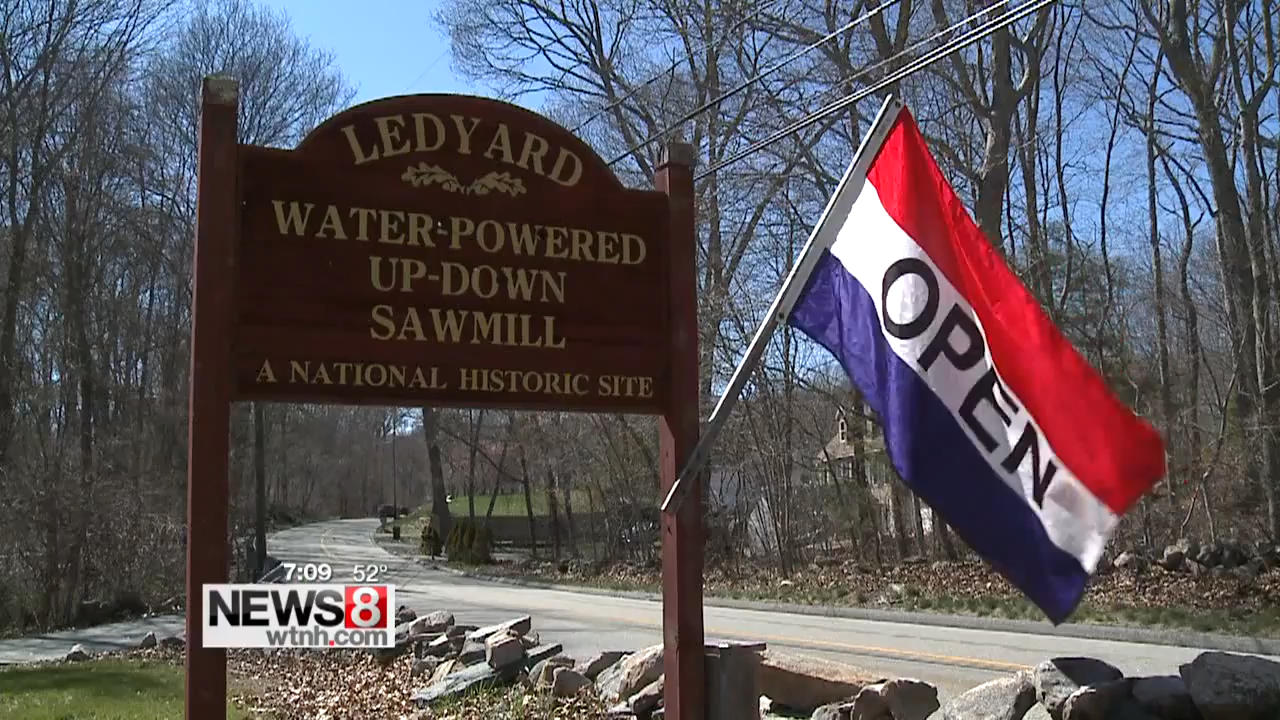 LEDYARD
WATER-POWERED
UP-DOWN
SAWMILL
A NATIONAL HISTORIC SITE
OPEN
7:09 52°
NEWS8
wtnh.com